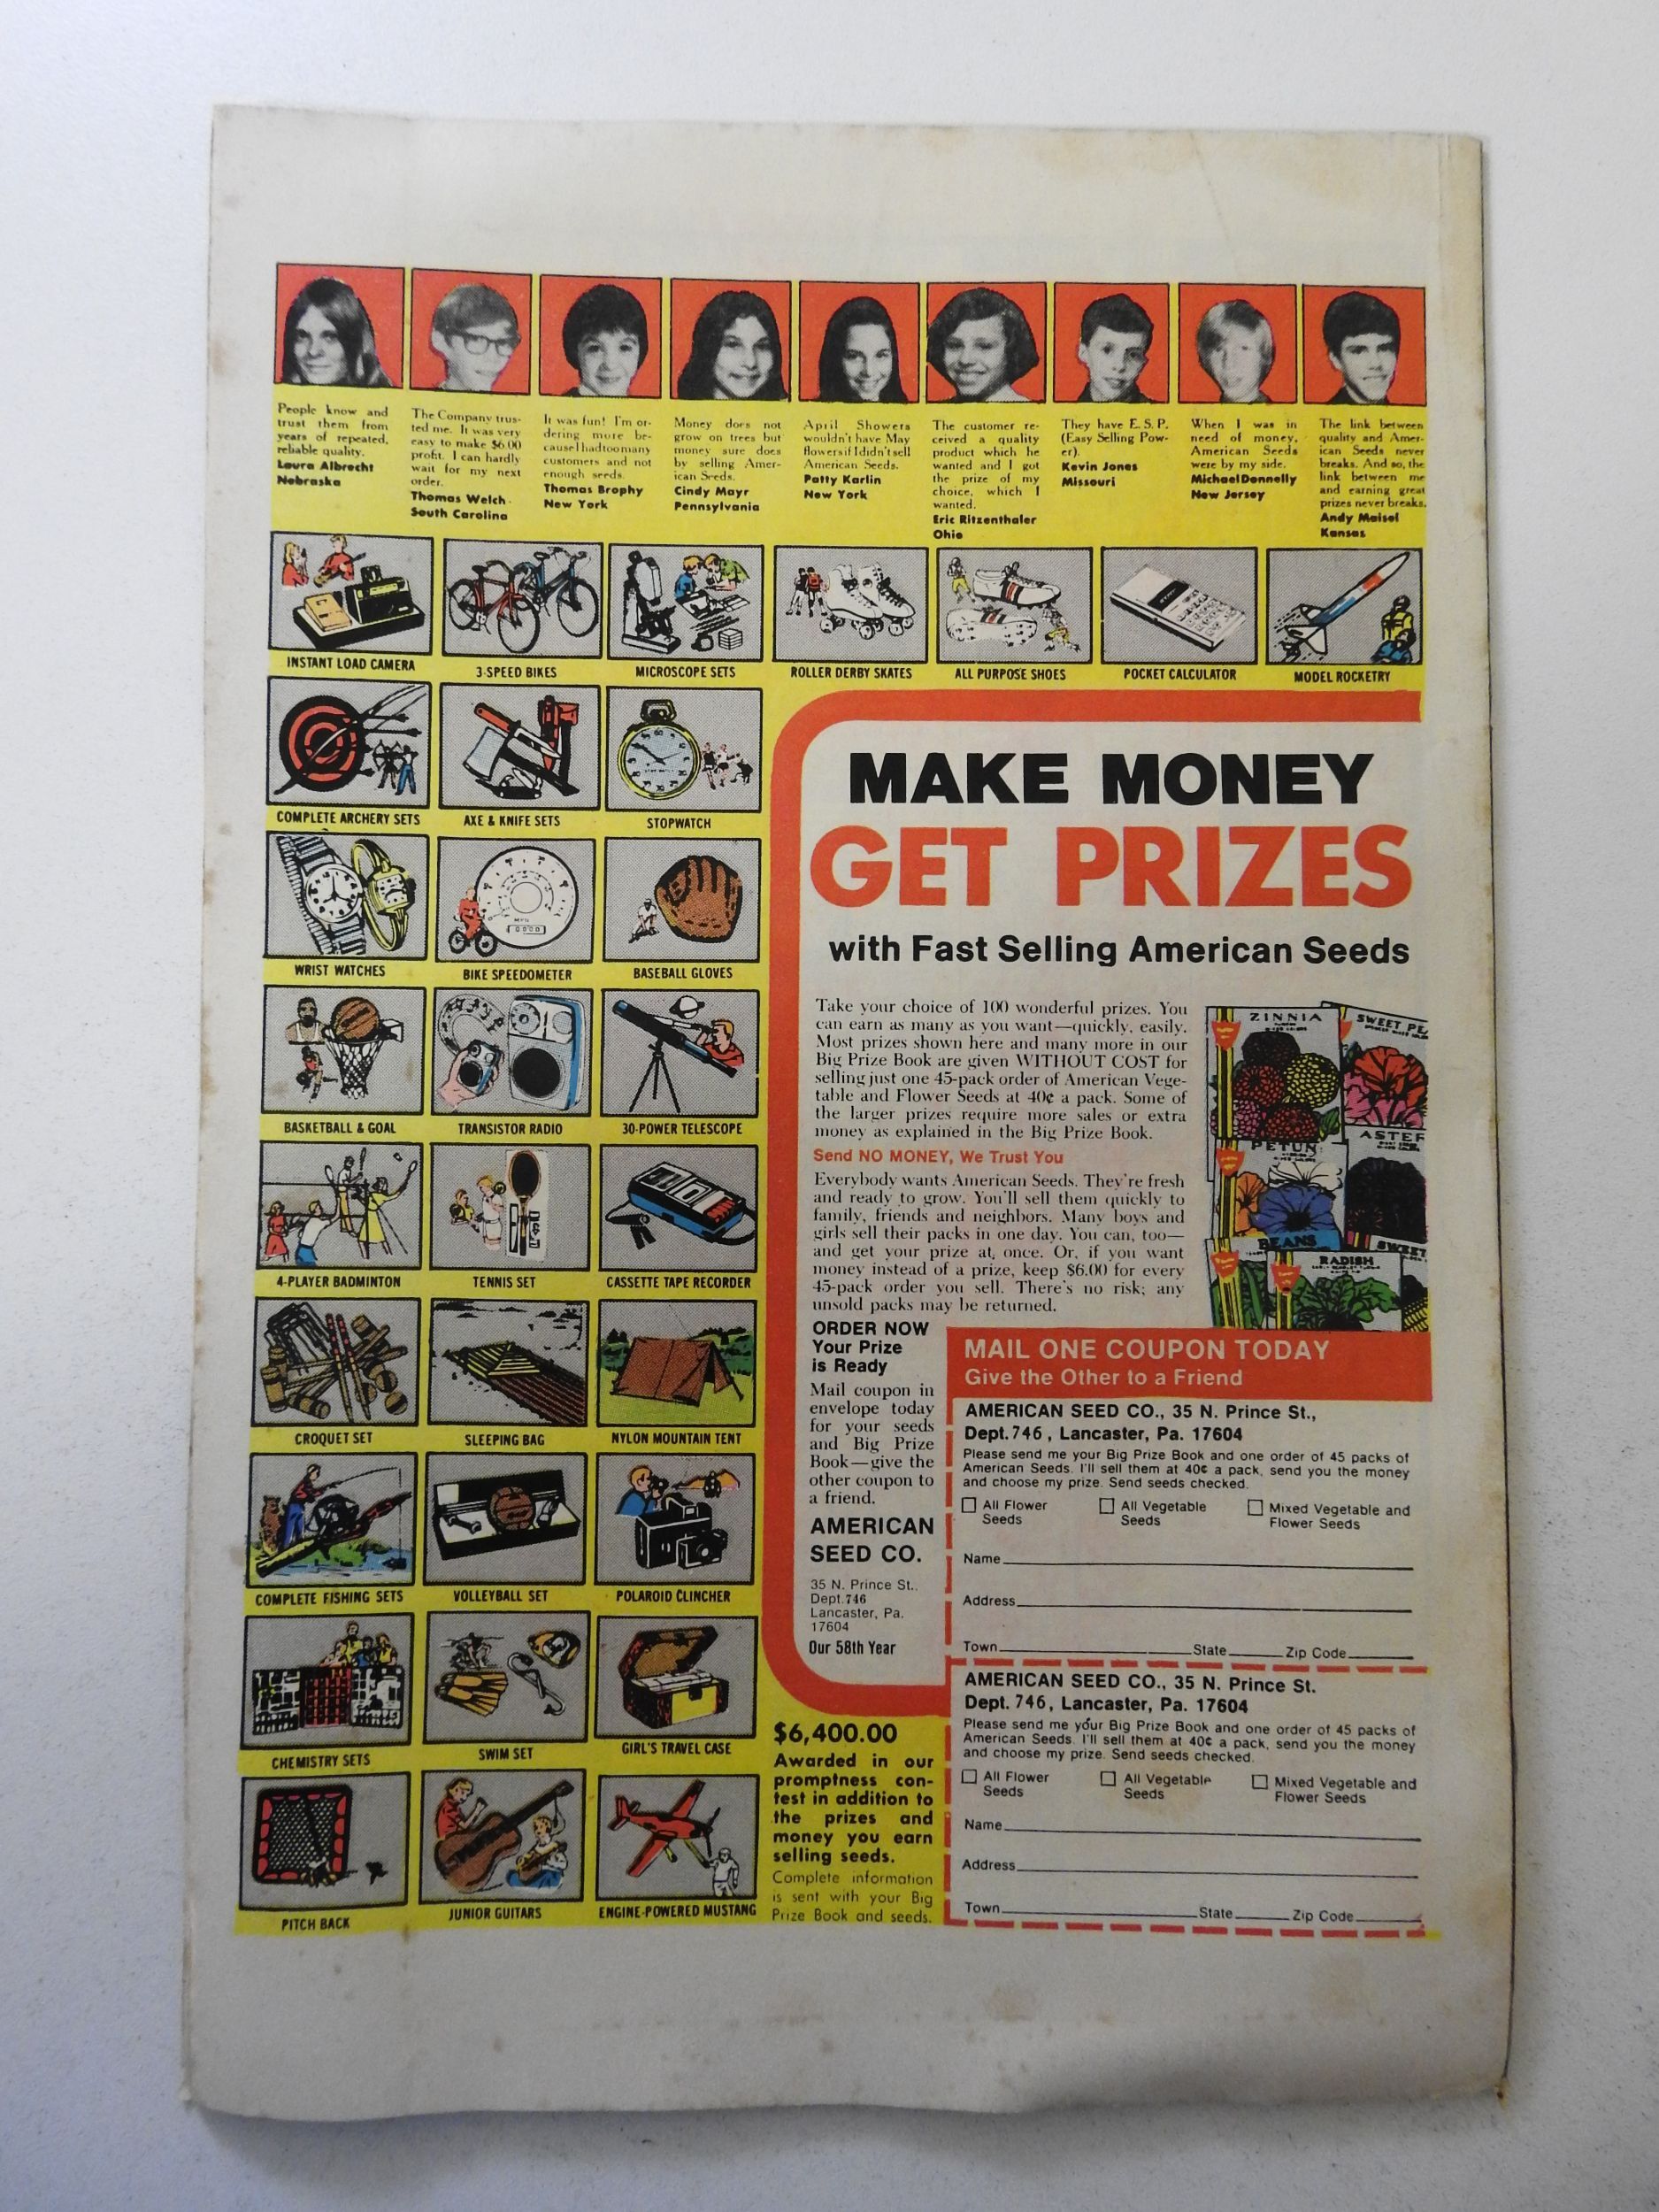 People know and
trust them from
years of repeated,
reliable quality.
Laura Albrecht
Nebraska
The Company trus-
ted me. It was very
easy to make $6.00
profit. I can hardly
wait for my next
order.
Thomas Welch
South Carolina
It was fun! I'm or-
dering more be-
cause I had too many
customers and not
enough seeds.
Thomas Brophy
New York
Money does not
grow on trees but
money sure does
by selling Amer-
ican Seeds.
Cindy Mayr
Pennsylvania
April Showers
wouldn't have May
flowers if I didn't sell
American Seeds.
Patty Karlin
New York
The customer re-
ceived a quality
product which he
wanted and I got
the prize of my
choice, which I
wanted.
Eric Ritzenthaler
Ohio
They have E. S. P.
(Easy Selling Pow-
er).
Kevin Jones
Missouri
When I was in
need of money,
American Seeds
were by my side.
Michael Donnelly
New Jersey
The link between
quality and Amer-
ican Seeds never
breaks. And so, the
link between me
and earning great
prizes never breaks.
Andy Maisel
Kansas
INSTANT LOAD CAMERA
3-SPEED BIKES
MICROSCOPE SETS
ROLLER DERBY SKATES
ALL PURPOSE SHOES
POCKET CALCULATOR
MODEL ROCKETRY
COMPLETE ARCHERY SETS
AXE & KNIFE SETS
STOPWATCH
WRIST WATCHES
BIKE SPEEDOMETER
BASEBALL GLOVES
BASKETBALL & GOAL
TRANSISTOR RADIO
30-POWER TELESCOPE
4-PLAYER BADMINTON
TENNIS SET
CASSETTE TAPE RECORDER
CROQUET SET
SLEEPING BAG
NYLON MOUNTAIN TENT
COMPLETE FISHING SETS
VOLLEYBALL SET
POLAROID CLINCHER
CHEMISTRY SETS
SWIM SET
GIRL'S TRAVEL CASE
PITCH BACK
JUNIOR GUITARS
ENGINE-POWERED MUSTANG
MAKE MONEY
GET PRIZES
with Fast Selling American Seeds
Take your choice of 100 wonderful prizes. You
can earn as many as you want—quickly, easily.
Most prizes shown here and many more in our
Big Prize Book are given WITHOUT COST for
selling just one 45-pack order of American Vege-
table and Flower Seeds at 40¢ a pack. Some of
the larger prizes require more sales or extra
money as explained in the Big Prize Book.
Send NO MONEY, We Trust You
Everybody wants American Seeds. They're fresh
and ready to grow. You'll sell them quickly to
family, friends and neighbors. Many boys and
girls sell their packs in one day. You can, too—
and get your prize at once. Or, if you want
money instead of a prize, keep $6.00 for every
45-pack order you sell. There's no risk; any
unsold packs may be returned.
ZINNIA
SWEET PE
PETUN
ASTER
BEANS
SWEET
RADISH
ORDER NOW
Your Prize
is Ready
Mail coupon in
envelope today
for your seeds
and Big Prize
Book—give the
other coupon to
a friend.
AMERICAN
SEED CO.
35 N. Prince St.,
Dept. 746
Lancaster, Pa.
17604
Our 58th Year
MAIL ONE COUPON TODAY
Give the Other to a Friend
AMERICAN SEED CO., 35 N. Prince St.,
Dept. 746, Lancaster, Pa. 17604
Please send me your Big Prize Book and one order of 45 packs of
American Seeds. I'll sell them at 40¢ a pack, send you the money
and choose my prize. Send seeds checked.
All Flower Seeds
All Vegetable Seeds
Mixed Vegetable and Flower Seeds
Name
Address
Town State Zip Code
AMERICAN SEED CO., 35 N. Prince St.
Dept. 746, Lancaster, Pa. 17604
Please send me your Big Prize Book and one order of 45 packs of
American Seeds. I'll sell them at 40¢ a pack, send you the money
and choose my prize. Send seeds checked.
All Flower Seeds
All Vegetable Seeds
Mixed Vegetable and Flower Seeds
Name
Address
Town State Zip Code
$6,400.00
Awarded in our
promptness con-
test in addition to
the prizes and
money you earn
selling seeds.
Complete information
is sent with your Big
Prize Book and seeds.